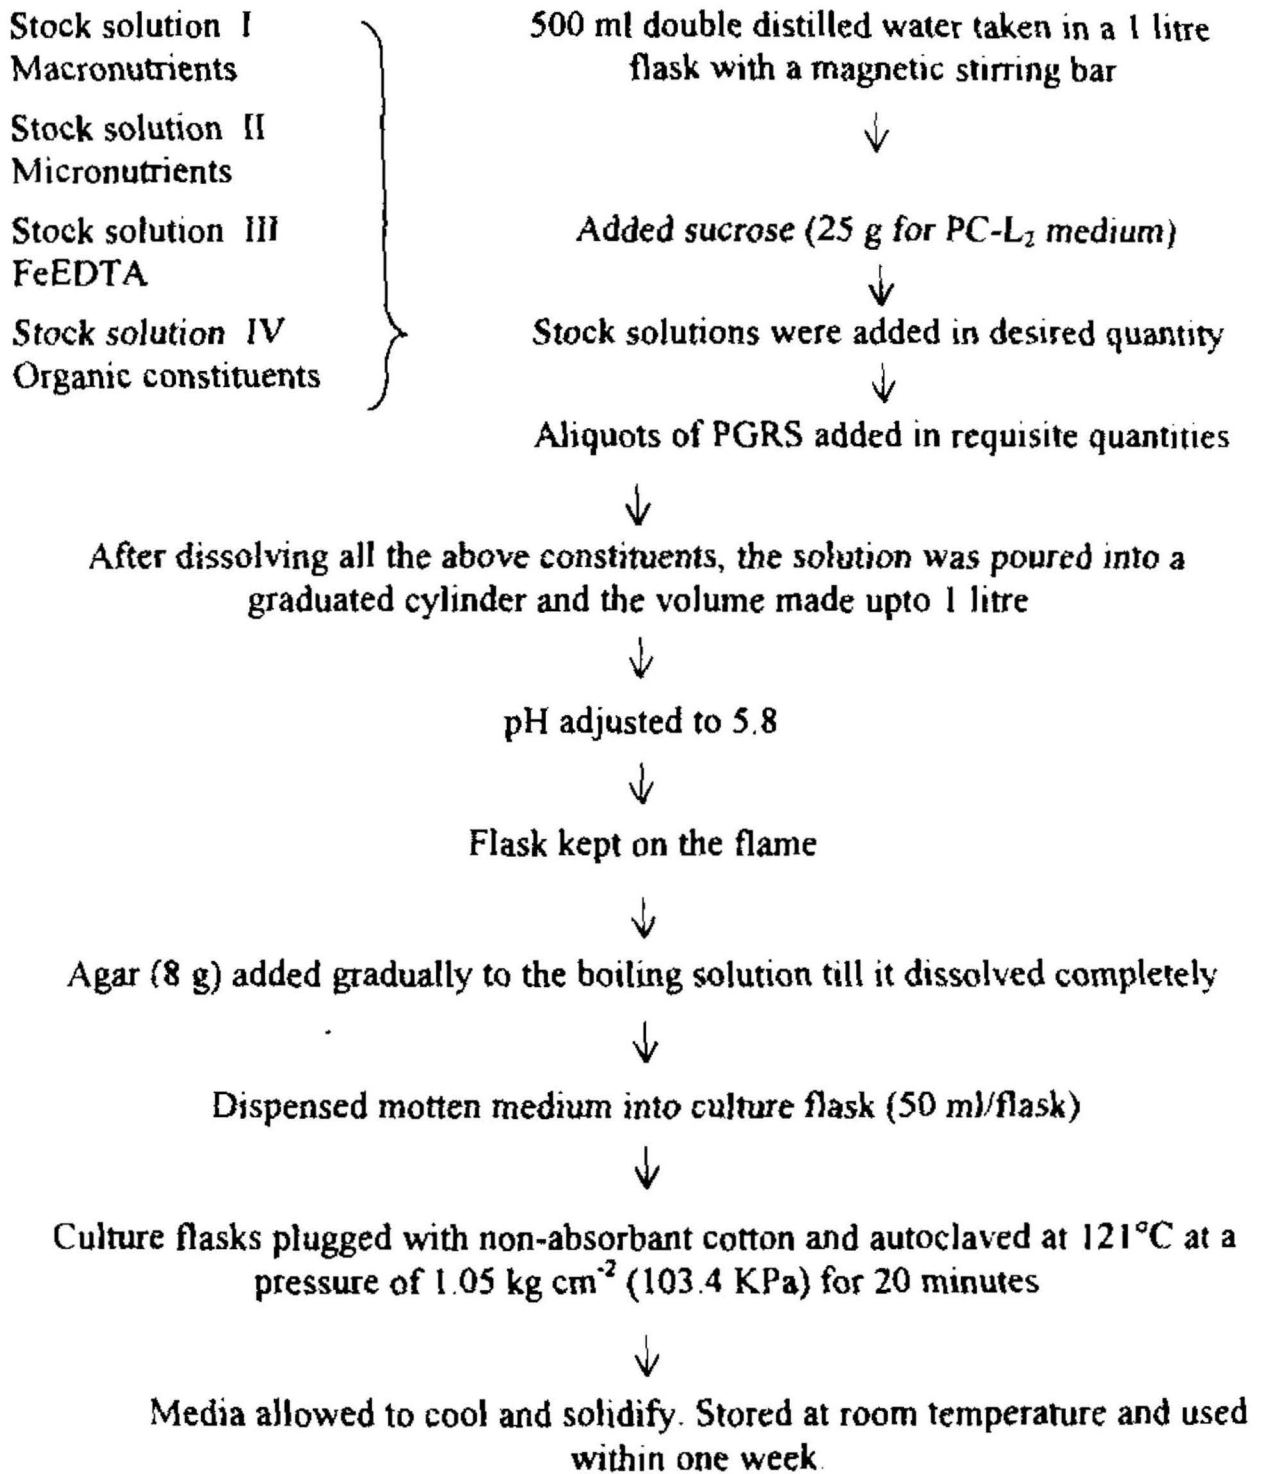 Stock solution I
Macronutrients
Stock solution II
Micronutrients
Stock solution III
FeEDTA
Stock solution IV
Organic constituents
500 ml double distilled water taken in a 1 litre
flask with a magnetic stirring bar
Added sucrose (25 g for PC-L₂ medium)
Stock solutions were added in desired quantity
Aliquots of PGRS added in requisite quantities
After dissolving all the above constituents, the solution was poured into a
graduated cylinder and the volume made upto 1 litre
pH adjusted to 5.8
Flask kept on the flame
Agar (8 g) added gradually to the boiling solution till it dissolved completely
Dispensed motten medium into culture flask (50 ml/flask)
Culture flasks plugged with non-absorbant cotton and autoclaved at 121°C at a
pressure of 1.05 kg cm⁻² (103.4 KPa) for 20 minutes
Media allowed to cool and solidify. Stored at room temperature and used
within one week.